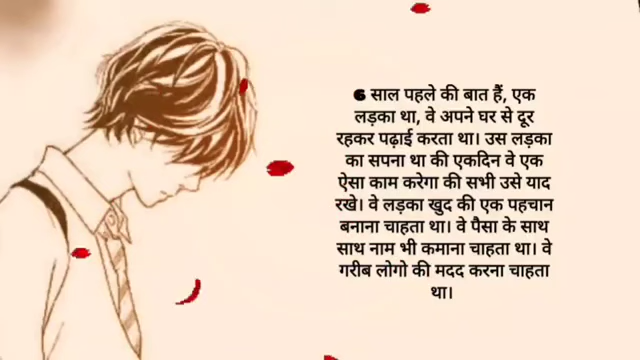 6 साल पहले की बात हैं, एक
लड़का था, वे अपने घर से दूर
रहकर पढ़ाई करता था। उस लड़का
का सपना था की एकदिन वे एक
ऐसा काम करेगा की सभी उसे याद
रखे। वे लड़का खुद की एक पहचान
बनाना चाहता था। वे पैसा के साथ
साथ नाम भी कमाना चाहता था। वे
गरीब लोगो की मदद करना चाहता
था।